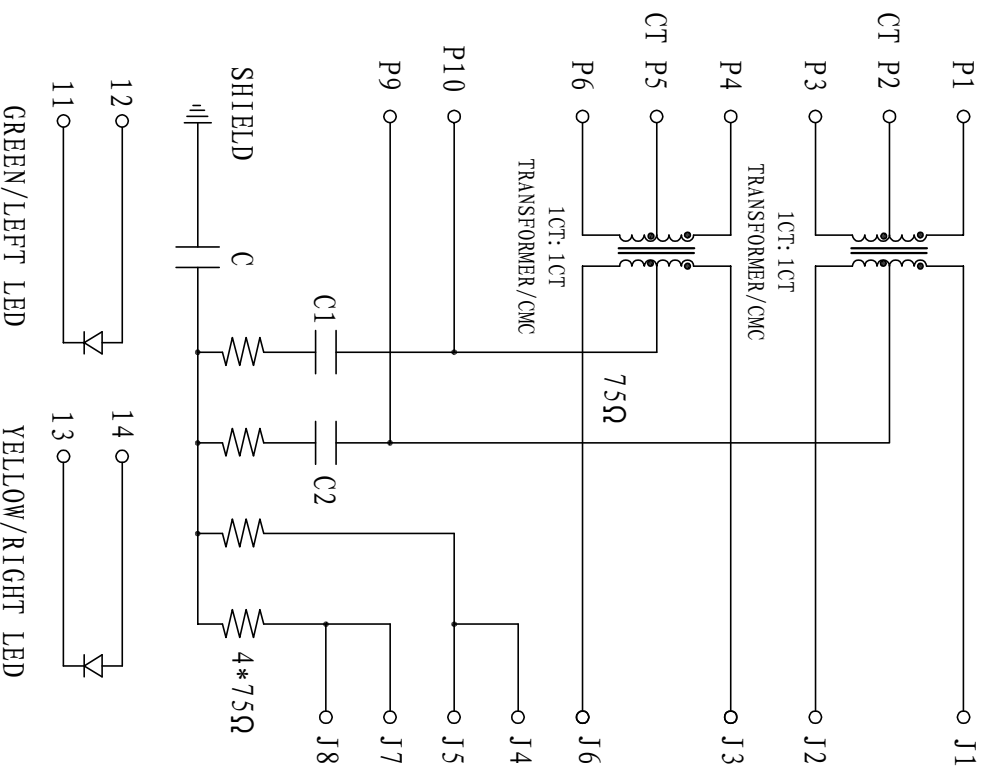 P1
J1
CT P2
P3
J2
1CT:1CT
TRANSFORMER/CMC
P4
J3
CT P5
P6
J6
1CT:1CT
TRANSFORMER/CMC
75Ω
J4
P10
J5
P9
J7
C1
C2
J8
SHIELD
C
4*75Ω
12
14
11
13
GREEN/LEFT LED
YELLOW/RIGHT LED